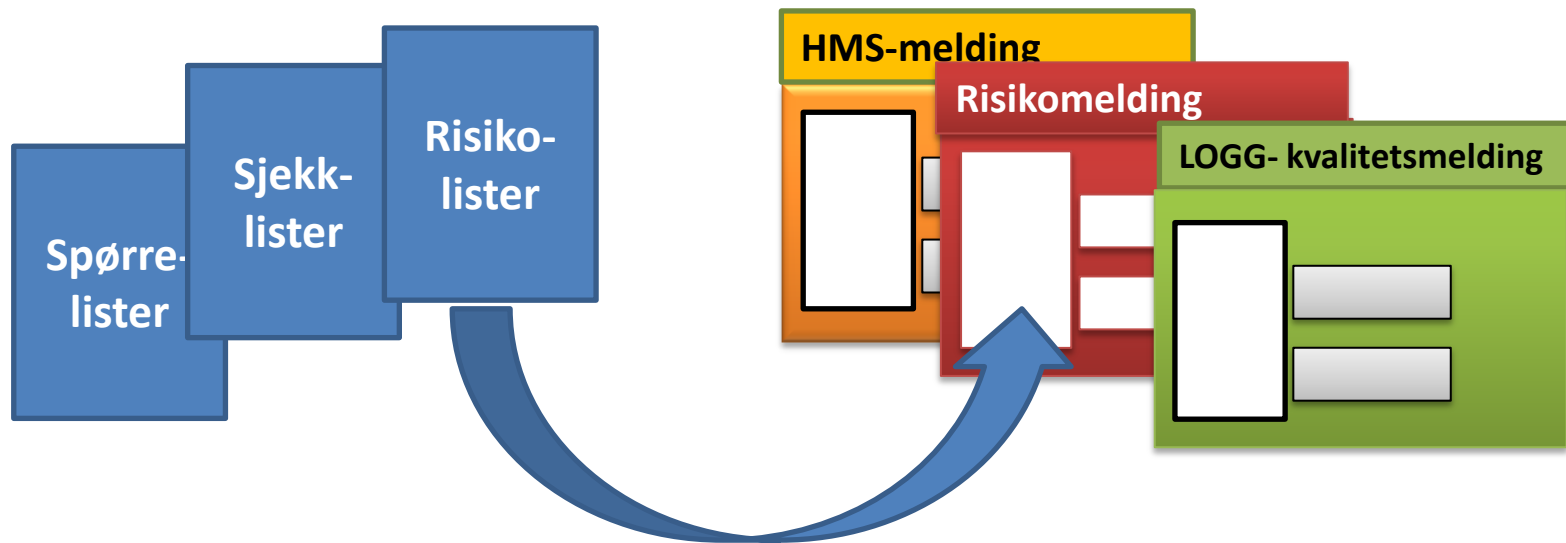 Spørre-
lister
Sjekk-
lister
Risiko-
lister
HMS-melding
Risikomelding
LOGG- kvalitetsmelding